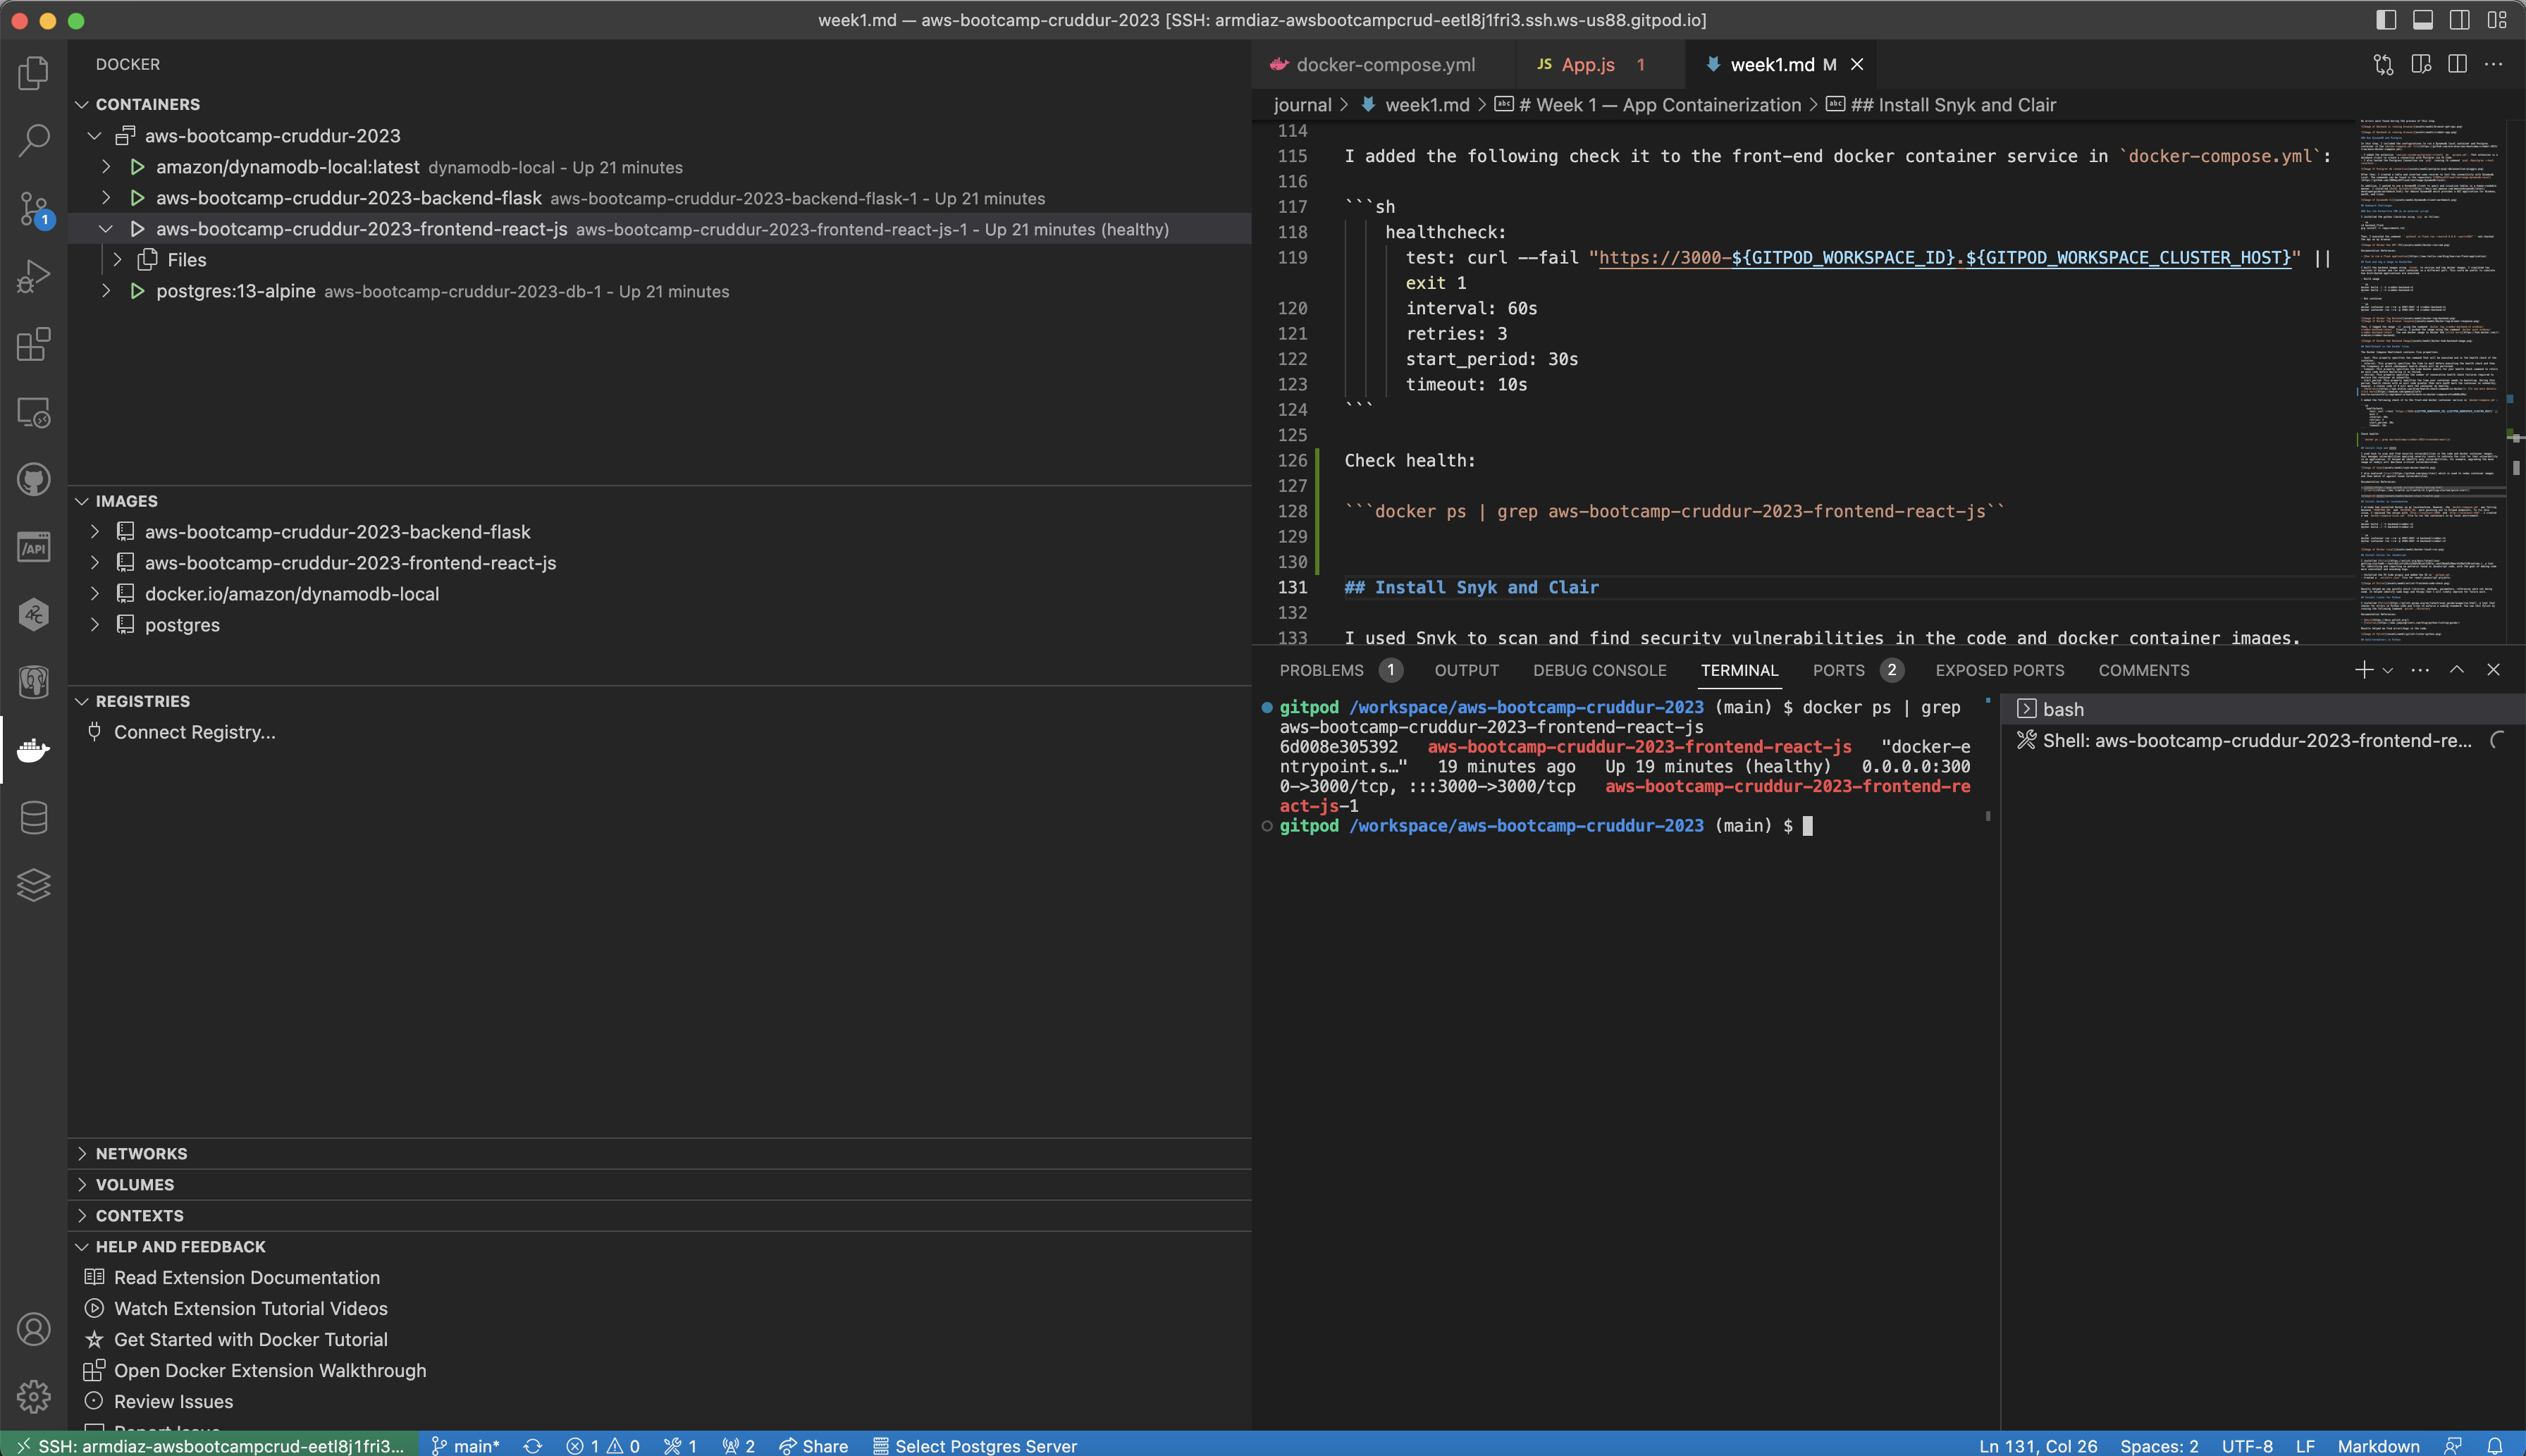 week1.md — aws-bootcamp-cruddur-2023 [SSH: armdiaz-awsbootcampcrud-eetl8j1fri3.ssh.ws-us88.gitpod.io]
DOCKER
CONTAINERS
aws-bootcamp-cruddur-2023
amazon/dynamodb-local:latest dynamodb-local - Up 21 minutes
aws-bootcamp-cruddur-2023-backend-flask aws-bootcamp-cruddur-2023-backend-flask-1 - Up 21 minutes
aws-bootcamp-cruddur-2023-frontend-react-js aws-bootcamp-cruddur-2023-frontend-react-js-1 - Up 21 minutes (healthy)
Files
postgres:13-alpine aws-bootcamp-cruddur-2023-db-1 - Up 21 minutes
1
/API
IMAGES
aws-bootcamp-cruddur-2023-backend-flask
aws-bootcamp-cruddur-2023-frontend-react-js
docker.io/amazon/dynamodb-local
postgres
REGISTRIES
Connect Registry...
NETWORKS
VOLUMES
CONTEXTS
HELP AND FEEDBACK
Read Extension Documentation
Watch Extension Tutorial Videos
Get Started with Docker Tutorial
Open Docker Extension Walkthrough
Review Issues
Report Issue
docker-compose.yml JS App.js 1 week1.md M
journal > week1.md > # Week 1 — App Containerization > ## Install Snyk and Clair
114
115 I added the following check it to the front-end docker container service in `docker-compose.yml`:
116
117 ```sh
118 healthcheck:
119 test: curl --fail "https://3000-${GITPOD_WORKSPACE_ID}.${GITPOD_WORKSPACE_CLUSTER_HOST}" ||
exit 1
120 interval: 60s
121 retries: 3
122 start_period: 30s
123 timeout: 10s
124 ```
125
126 Check health:
127
128 ```docker ps | grep aws-bootcamp-cruddur-2023-frontend-react-js``
129
130
131 ## Install Snyk and Clair
132
133 I used Snyk to scan and find security vulnerabilities in the code and docker container images.
PROBLEMS 1 OUTPUT DEBUG CONSOLE TERMINAL PORTS 2 EXPOSED PORTS COMMENTS
gitpod /workspace/aws-bootcamp-cruddur-2023 (main) $ docker ps | grep
aws-bootcamp-cruddur-2023-frontend-react-js
6d008e305392 aws-bootcamp-cruddur-2023-frontend-react-js "docker-e
ntrypoint.s…" 19 minutes ago Up 19 minutes (healthy) 0.0.0.0:300
0->3000/tcp, :::3000->3000/tcp aws-bootcamp-cruddur-2023-frontend-re
act-js-1
gitpod /workspace/aws-bootcamp-cruddur-2023 (main) $
bash
Shell: aws-bootcamp-cruddur-2023-frontend-re...
SSH: armdiaz-awsbootcampcrud-eetl8j1fri3... main* 1 0 1 2 Share Select Postgres Server Ln 131, Col 26 Spaces: 2 UTF-8 LF Markdown